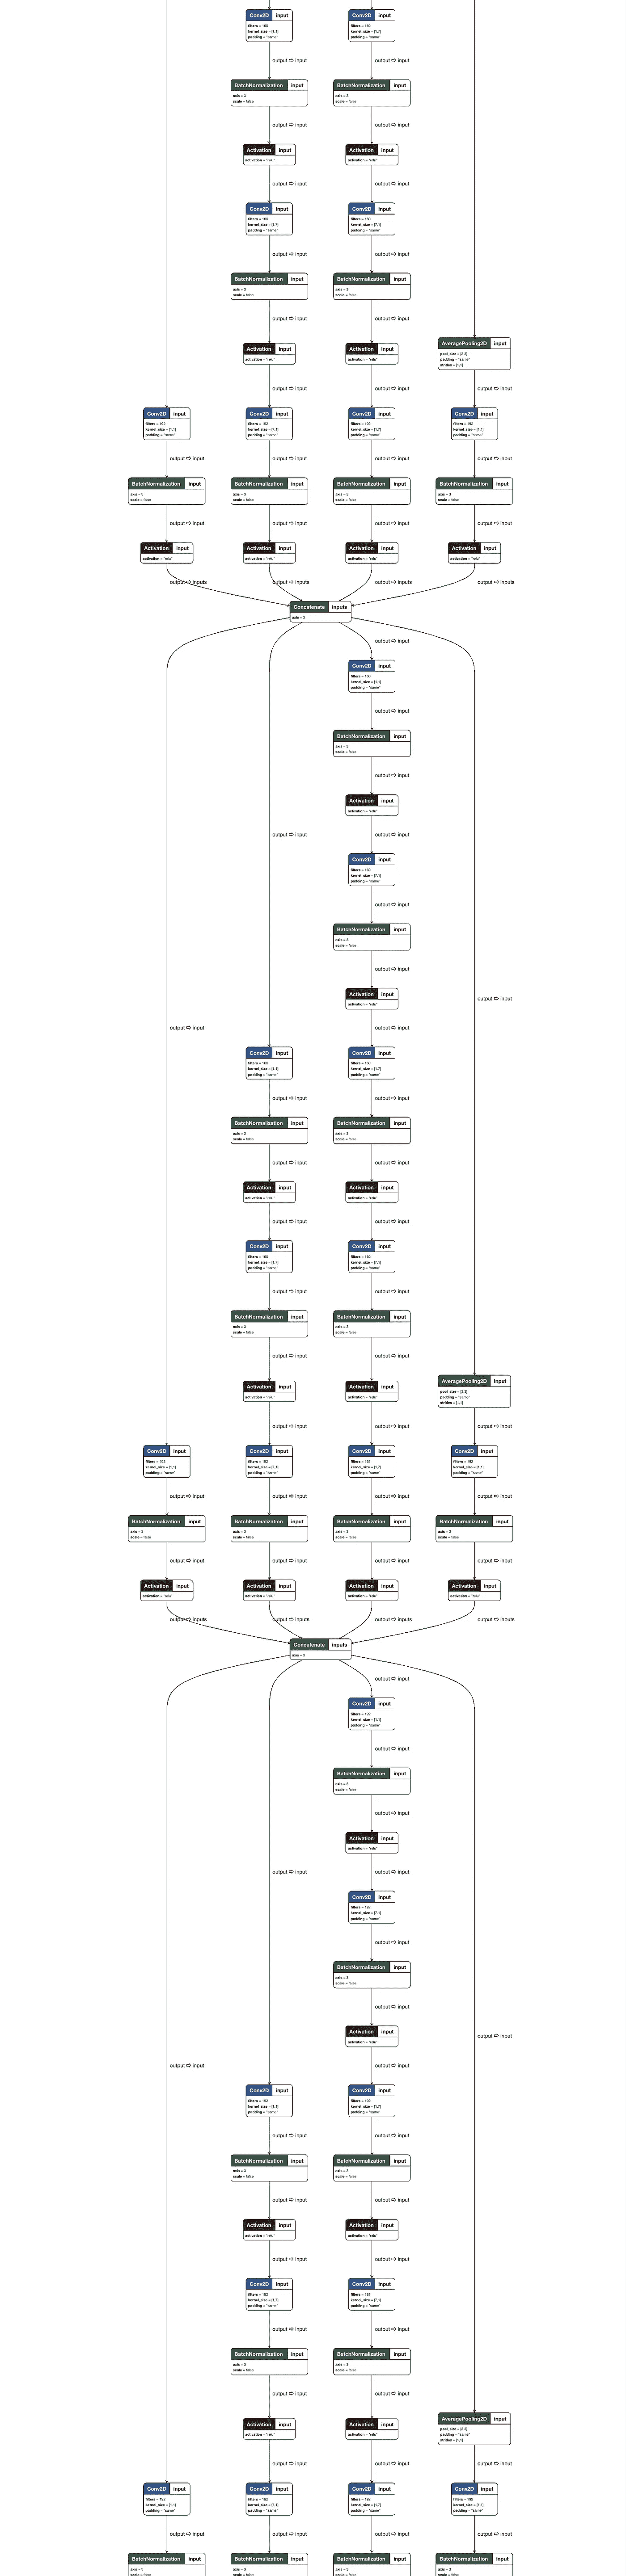 Conv2D input
filters = 160
kernel_size = [1,1]
padding = "same"
Conv2D input
filters = 160
kernel_size = [1,7]
padding = "same"
output ⇨ input
output ⇨ input
BatchNormalization input
axis = 3
scale = false
BatchNormalization input
axis = 3
scale = false
output ⇨ input
output ⇨ input
Activation input
activation = "relu"
Activation input
activation = "relu"
output ⇨ input
output ⇨ input
Conv2D input
filters = 160
kernel_size = [1,7]
padding = "same"
Conv2D input
filters = 160
kernel_size = [7,1]
padding = "same"
output ⇨ input
output ⇨ input
BatchNormalization input
axis = 3
scale = false
BatchNormalization input
axis = 3
scale = false
output ⇨ input
output ⇨ input
Activation input
activation = "relu"
Activation input
activation = "relu"
AveragePooling2D input
pool_size = [3,3]
padding = "same"
strides = [1,1]
output ⇨ input
output ⇨ input
output ⇨ input
Conv2D input
filters = 192
kernel_size = [1,1]
padding = "same"
Conv2D input
filters = 192
kernel_size = [7,1]
padding = "same"
Conv2D input
filters = 192
kernel_size = [1,7]
padding = "same"
Conv2D input
filters = 192
kernel_size = [1,1]
padding = "same"
output ⇨ input
output ⇨ input
output ⇨ input
output ⇨ input
BatchNormalization input
axis = 3
scale = false
BatchNormalization input
axis = 3
scale = false
BatchNormalization input
axis = 3
scale = false
BatchNormalization input
axis = 3
scale = false
output ⇨ input
output ⇨ input
output ⇨ input
output ⇨ input
Activation input
activation = "relu"
Activation input
activation = "relu"
Activation input
activation = "relu"
Activation input
activation = "relu"
output ⇨ inputs
output ⇨ inputs
output ⇨ inputs
output ⇨ inputs
Concatenate inputs
axis = 3
output ⇨ input
Conv2D input
filters = 160
kernel_size = [1,1]
padding = "same"
output ⇨ input
BatchNormalization input
axis = 3
scale = false
output ⇨ input
Activation input
activation = "relu"
output ⇨ input
output ⇨ input
Conv2D input
filters = 160
kernel_size = [7,1]
padding = "same"
output ⇨ input
BatchNormalization input
axis = 3
scale = false
output ⇨ input
Activation input
activation = "relu"
output ⇨ input
output ⇨ input
output ⇨ input
Conv2D input
filters = 160
kernel_size = [1,1]
padding = "same"
Conv2D input
filters = 160
kernel_size = [1,7]
padding = "same"
output ⇨ input
output ⇨ input
BatchNormalization input
axis = 3
scale = false
BatchNormalization input
axis = 3
scale = false
output ⇨ input
output ⇨ input
Activation input
activation = "relu"
Activation input
activation = "relu"
output ⇨ input
output ⇨ input
Conv2D input
filters = 160
kernel_size = [1,7]
padding = "same"
Conv2D input
filters = 160
kernel_size = [7,1]
padding = "same"
output ⇨ input
output ⇨ input
BatchNormalization input
axis = 3
scale = false
BatchNormalization input
axis = 3
scale = false
output ⇨ input
output ⇨ input
Activation input
activation = "relu"
Activation input
activation = "relu"
AveragePooling2D input
pool_size = [3,3]
padding = "same"
strides = [1,1]
output ⇨ input
output ⇨ input
output ⇨ input
Conv2D input
filters = 192
kernel_size = [1,1]
padding = "same"
Conv2D input
filters = 192
kernel_size = [7,1]
padding = "same"
Conv2D input
filters = 192
kernel_size = [1,7]
padding = "same"
Conv2D input
filters = 192
kernel_size = [1,1]
padding = "same"
output ⇨ input
output ⇨ input
output ⇨ input
output ⇨ input
BatchNormalization input
axis = 3
scale = false
BatchNormalization input
axis = 3
scale = false
BatchNormalization input
axis = 3
scale = false
BatchNormalization input
axis = 3
scale = false
output ⇨ input
output ⇨ input
output ⇨ input
output ⇨ input
Activation input
activation = "relu"
Activation input
activation = "relu"
Activation input
activation = "relu"
Activation input
activation = "relu"
output ⇨ inputs
output ⇨ inputs
output ⇨ inputs
output ⇨ inputs
Concatenate inputs
axis = 3
output ⇨ input
Conv2D input
filters = 192
kernel_size = [1,1]
padding = "same"
output ⇨ input
BatchNormalization input
axis = 3
scale = false
output ⇨ input
Activation input
activation = "relu"
output ⇨ input
output ⇨ input
Conv2D input
filters = 192
kernel_size = [7,1]
padding = "same"
output ⇨ input
BatchNormalization input
axis = 3
scale = false
output ⇨ input
Activation input
activation = "relu"
output ⇨ input
output ⇨ input
output ⇨ input
Conv2D input
filters = 192
kernel_size = [1,1]
padding = "same"
Conv2D input
filters = 192
kernel_size = [1,7]
padding = "same"
output ⇨ input
output ⇨ input
BatchNormalization input
axis = 3
scale = false
BatchNormalization input
axis = 3
scale = false
output ⇨ input
output ⇨ input
Activation input
activation = "relu"
Activation input
activation = "relu"
output ⇨ input
output ⇨ input
Conv2D input
filters = 192
kernel_size = [1,7]
padding = "same"
Conv2D input
filters = 192
kernel_size = [7,1]
padding = "same"
output ⇨ input
output ⇨ input
BatchNormalization input
axis = 3
scale = false
BatchNormalization input
axis = 3
scale = false
output ⇨ input
output ⇨ input
Activation input
activation = "relu"
Activation input
activation = "relu"
AveragePooling2D input
pool_size = [3,3]
padding = "same"
strides = [1,1]
output ⇨ input
output ⇨ input
output ⇨ input
Conv2D input
filters = 192
kernel_size = [1,1]
padding = "same"
Conv2D input
filters = 192
kernel_size = [7,1]
padding = "same"
Conv2D input
filters = 192
kernel_size = [1,7]
padding = "same"
Conv2D input
filters = 192
kernel_size = [1,1]
padding = "same"
output ⇨ input
output ⇨ input
output ⇨ input
output ⇨ input
BatchNormalization input
axis = 3
scale = false
BatchNormalization input
axis = 3
scale = false
BatchNormalization input
axis = 3
scale = false
BatchNormalization input
axis = 3
scale = false